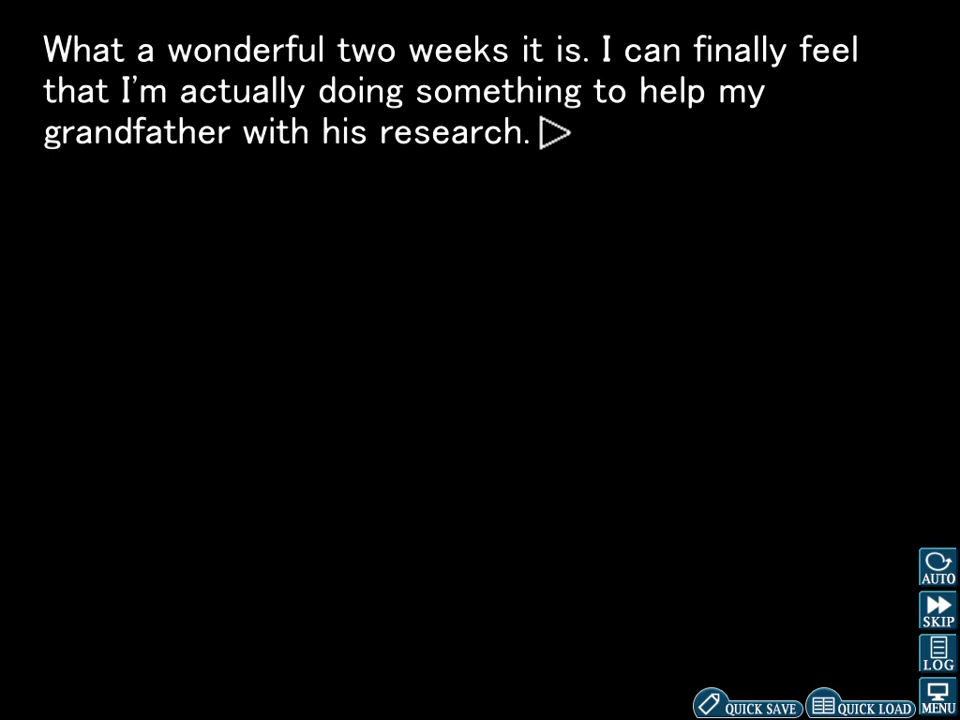 What a wonderful two weeks it is. I can finally feel
that I'm actually doing something to help my
grandfather with his research.
AUTO
SKIP
LOG
QUICK SAVE
QUICK LOAD
MENU